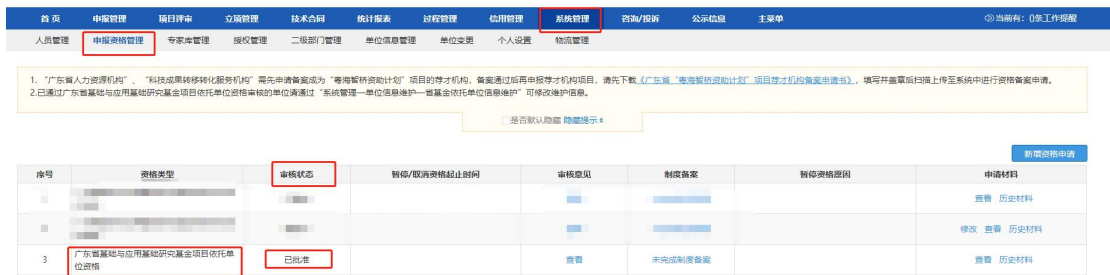 首页 申报管理 项目评审 立项管理 技术合同 统计报表 过程管理 信用管理 系统管理 咨询/投诉 公示信息 主菜单 当前有：0条工作提醒
人员管理 申报资格管理 专家库管理 授权管理 二级部门管理 单位信息管理 单位变更 个人设置 物流管理
1. “广东省人力资源机构”、“科技成果转移转化服务机构”需先申请备案成为“粤海智桥资助计划”项目的荐才机构，备案通过后再申报荐才机构项目，请先下载《广东省“粤海智桥资助计划”项目荐才机构备案申请书》，填写并盖章后扫描上传至系统中进行资格备案申请。
2.已通过广东省基础与应用基础研究基金项目依托单位资格审核的单位请通过“系统管理—单位信息维护—省基金依托单位信息维护”可修改维护信息。
是否默认隐藏 隐藏提示
新增资格申请
序号 资格类型 审核状态 暂停/取消资格起止时间 审核意见 制度备案 暂停资格原因 申请材料
查看 历史材料
修改 查看 历史材料
3 广东省基础与应用基础研究基金项目依托单 已批准 查看 未完成制度备案 查看 历史材料
位资格